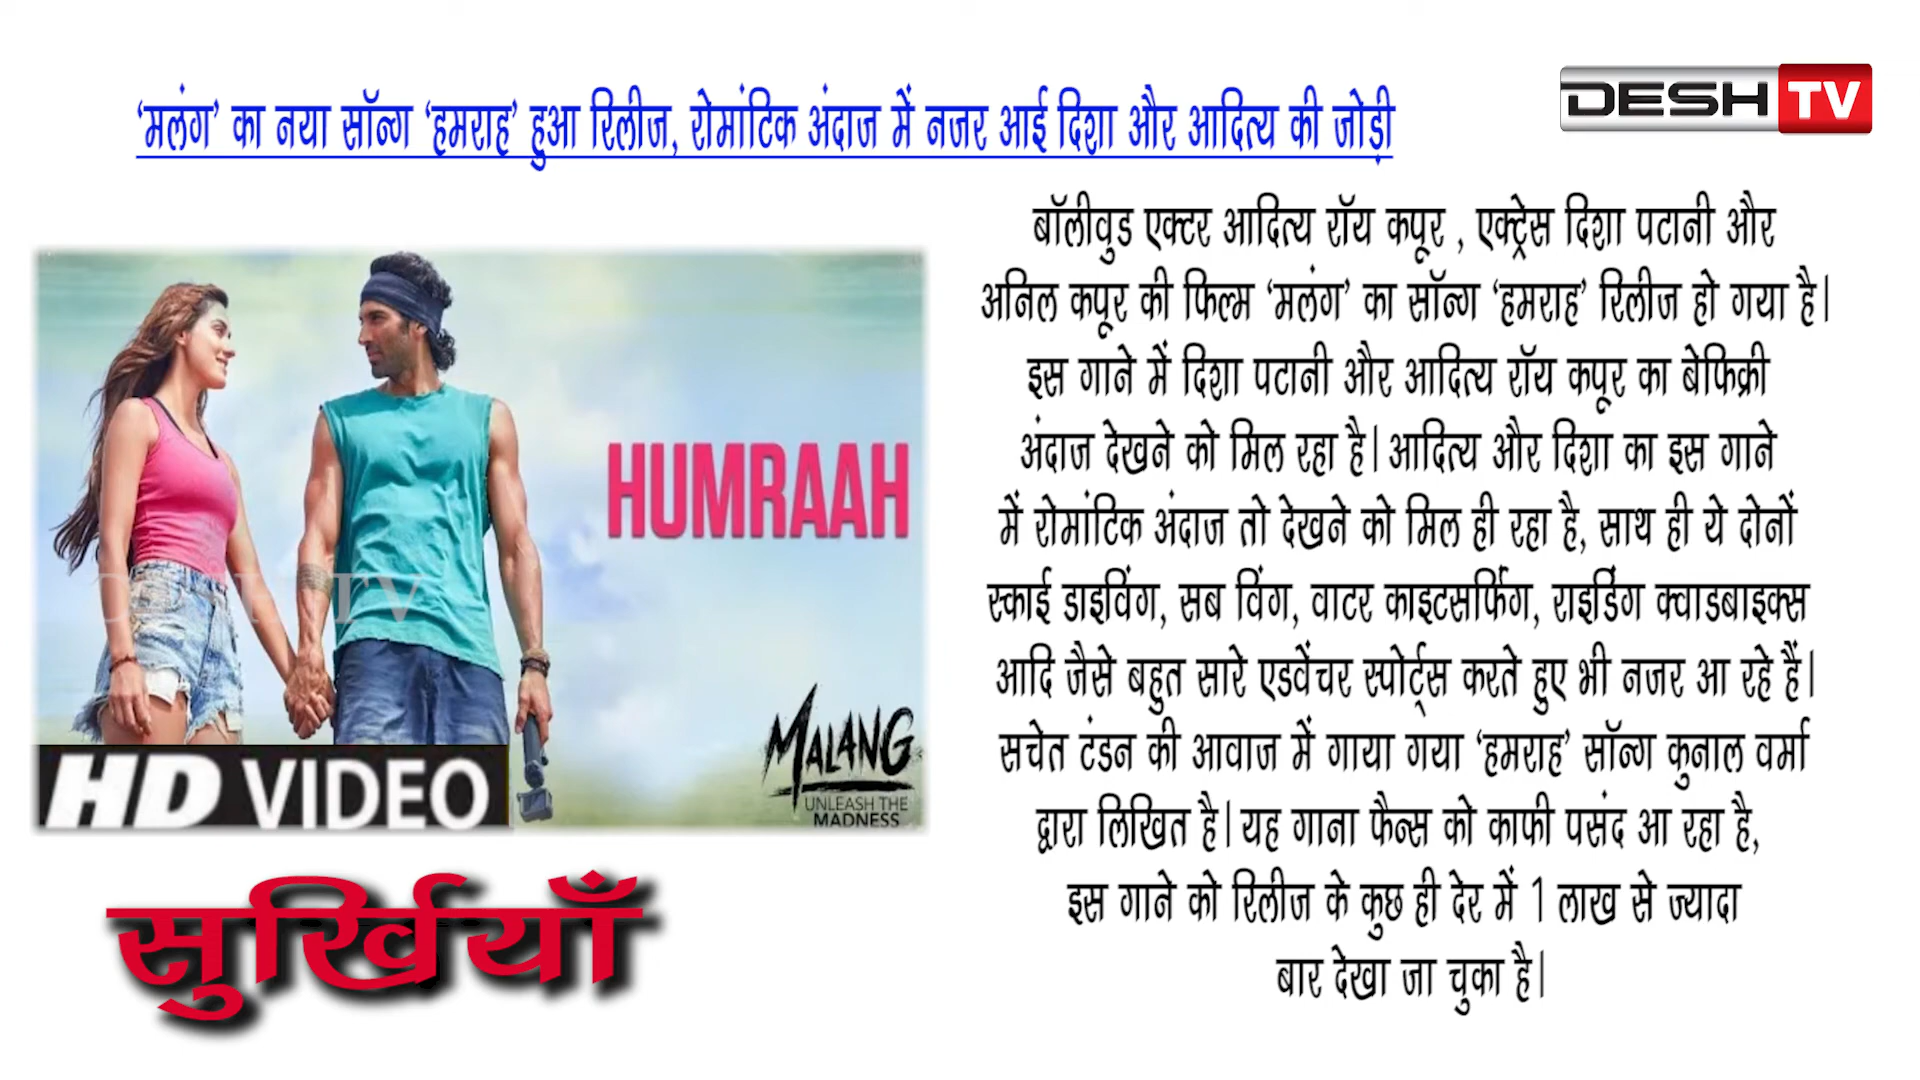 ‘मलंग’ का नया सॉन्ग ‘हमराह’ हुआ रिलीज, रोमांटिक अंदाज में नजर आई दिशा और आदित्य की जोड़ी
DESH TV
बॉलीवुड एक्टर आदित्य रॉय कपूर , एक्ट्रेस दिशा पटानी और
अनिल कपूर की फिल्म ‘मलंग’ का सॉन्ग ‘हमराह’ रिलीज हो गया है।
इस गाने में दिशा पटानी और आदित्य रॉय कपूर का बेफिक्री
अंदाज देखने को मिल रहा है। आदित्य और दिशा का इस गाने
में रोमांटिक अंदाज तो देखने को मिल ही रहा है, साथ ही ये दोनों
स्काई डाइविंग, सब विंग, वाटर काइटसर्फिंग, राइडिंग क्वाडबाइक्स
आदि जैसे बहुत सारे एडवेंचर स्पोर्ट्स करते हुए भी नजर आ रहे हैं।
सचेत टंडन की आवाज में गाया गया ‘हमराह’ सॉन्ग कुनाल वर्मा
द्वारा लिखित है। यह गाना फैन्स को काफी पसंद आ रहा है,
इस गाने को रिलीज के कुछ ही देर में 1 लाख से ज्यादा
बार देखा जा चुका है।
HUMRAAH
DESH TV
MALANG
UNLEASH THE
MADNESS
HD VIDEO
सुर्खियाँ